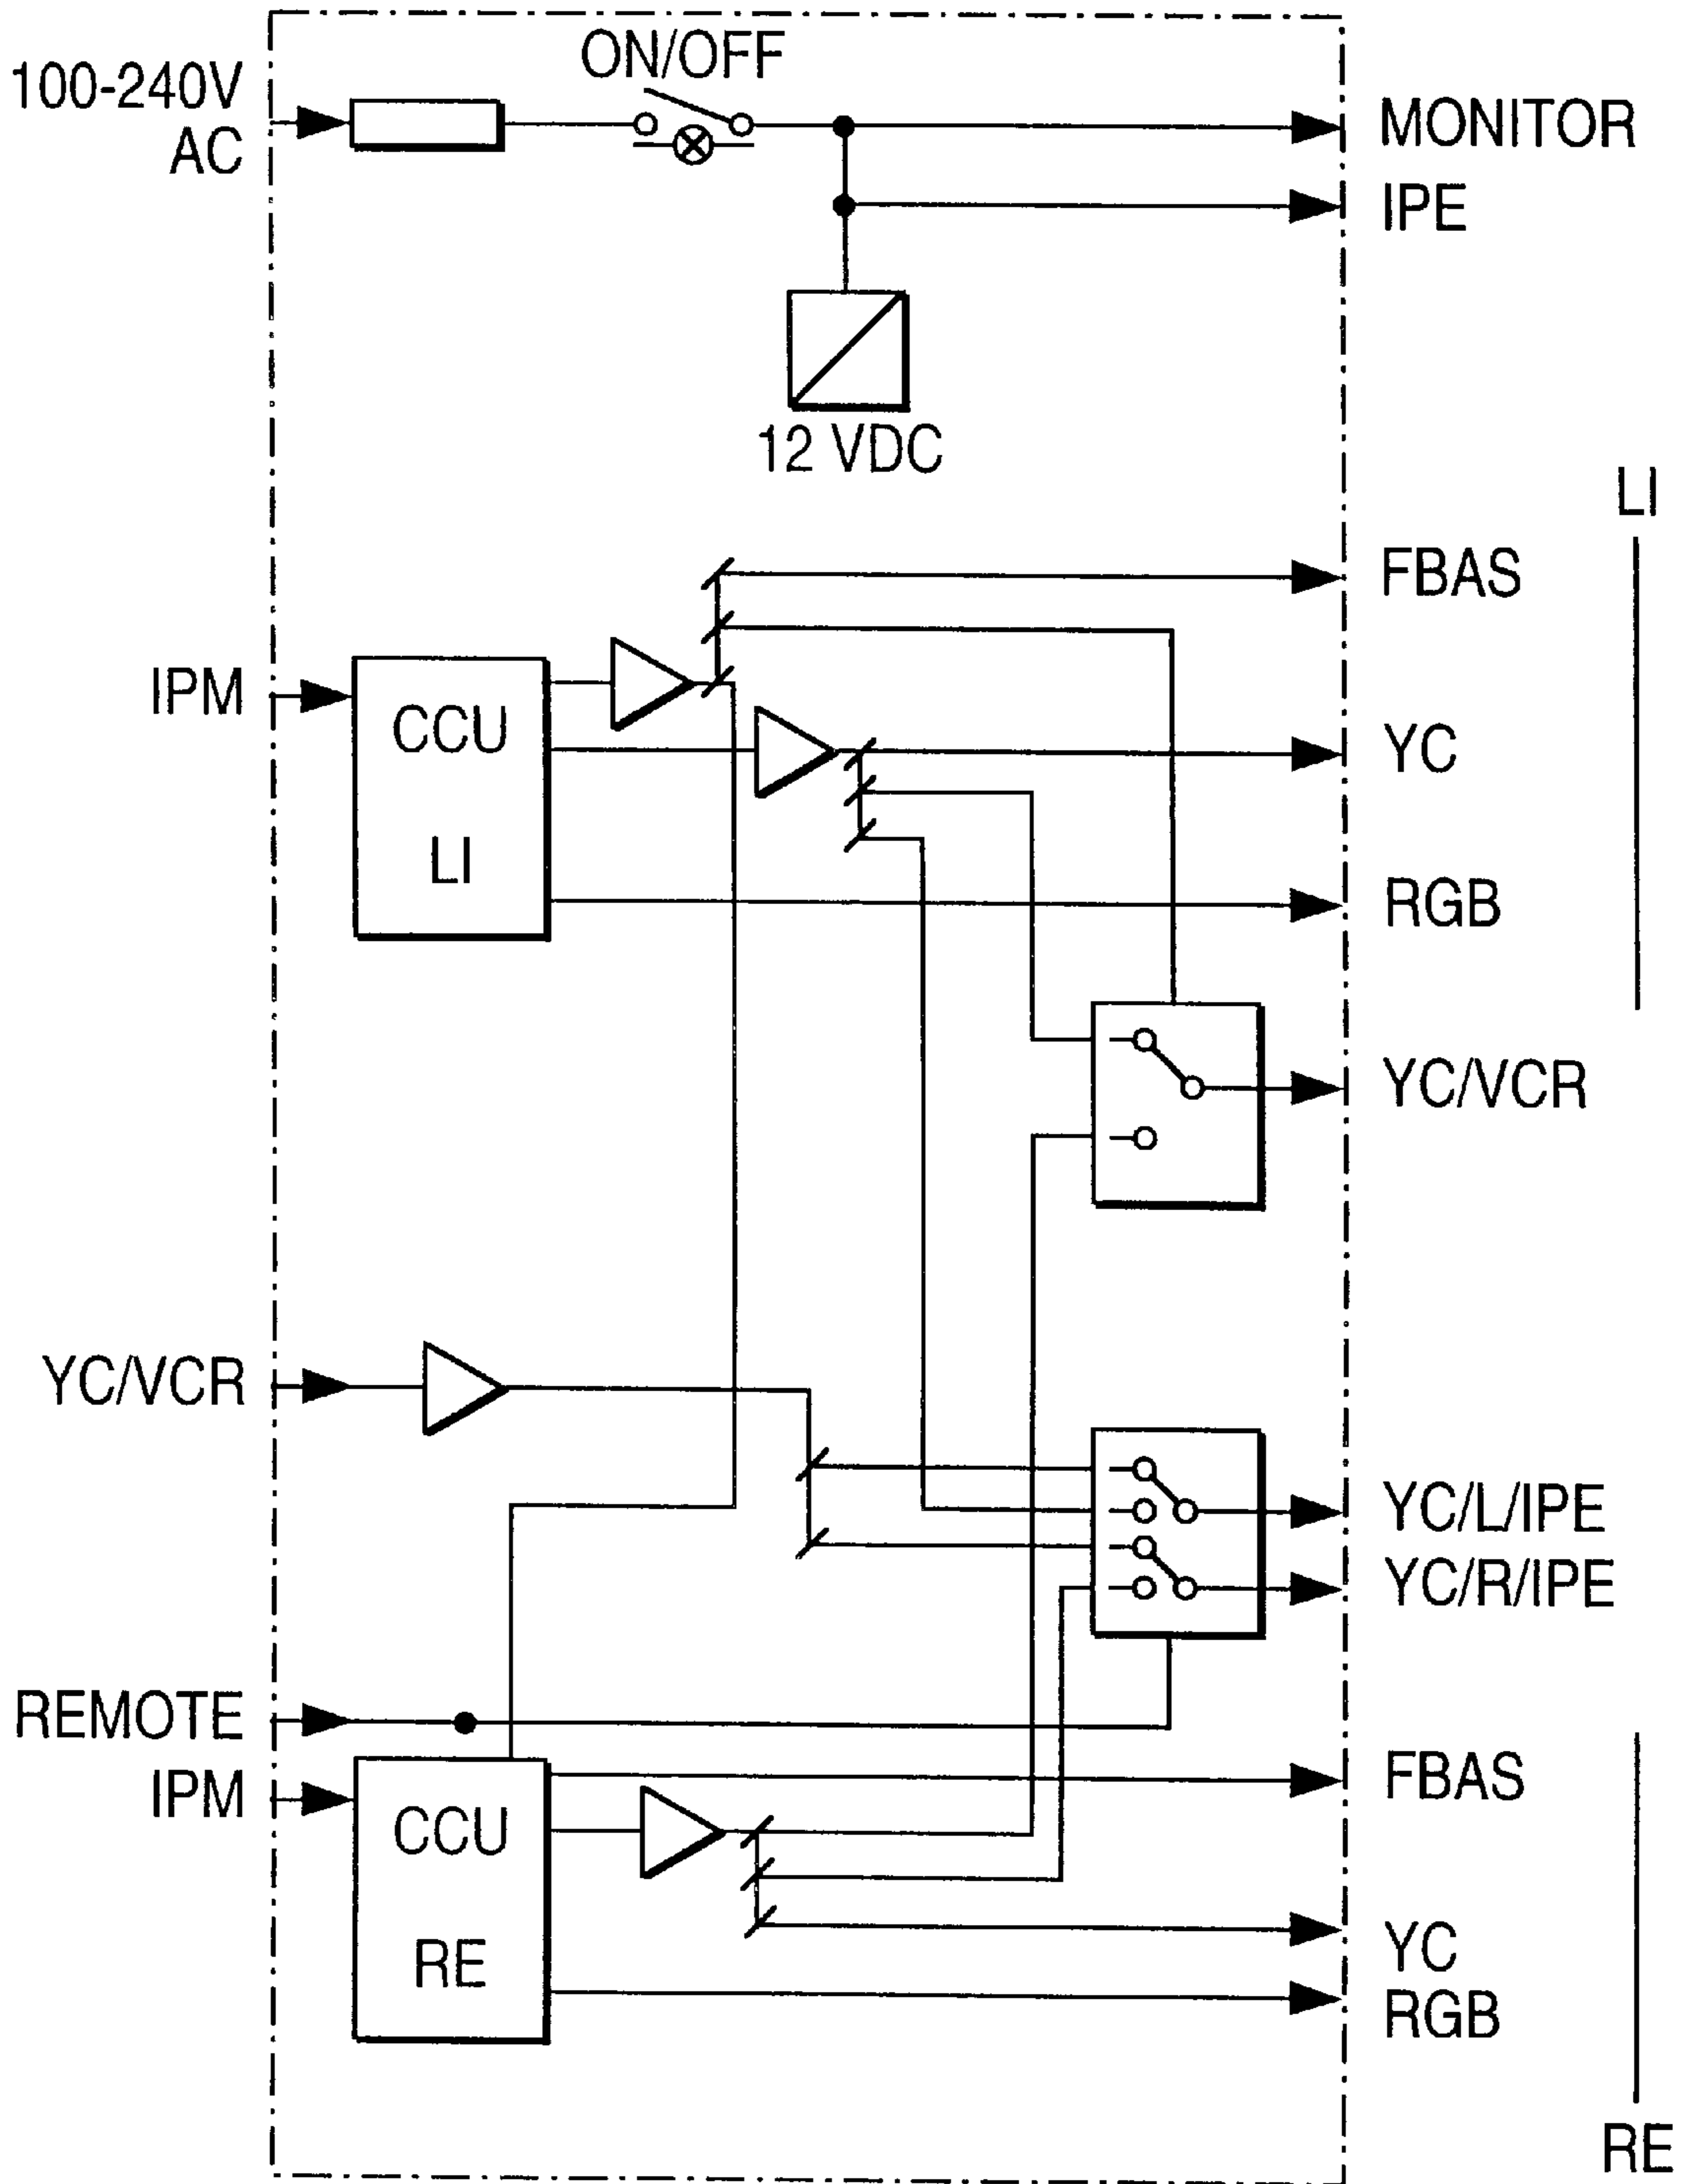 ON/OFF
100-240V
AC
MONITOR
IPE
12 VDC
LI
FBAS
IPM
CCU
LI
YC
RGB
YC/VCR
YC/VCR
YC/L/IPE
YC/R/IPE
REMOTE
IPM
CCU
RE
FBAS
YC
RGB
RE